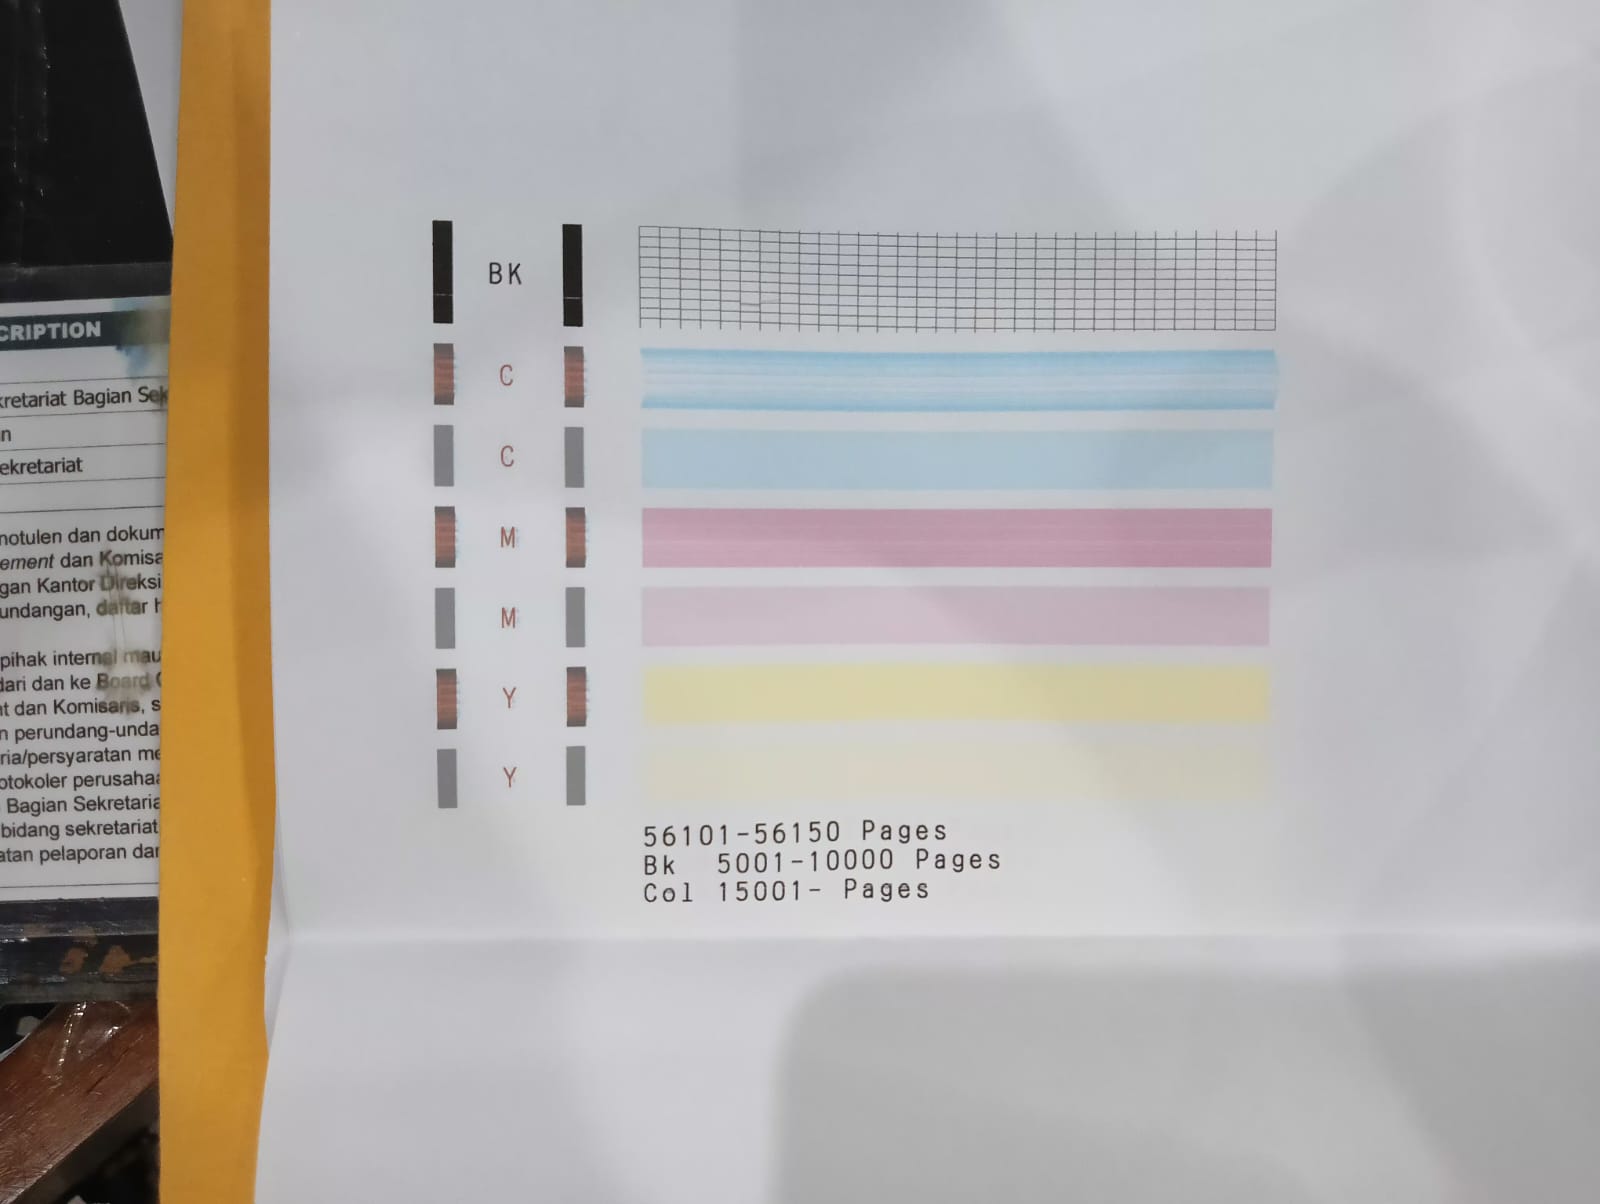 CRIPTION
kretariat Bagian Sek
n
ekretariat
notulen dan dokum
ement dan Komisa
gan Kantor Direksi
undangan, daftar h
pihak internal mau
dari dan ke Board
t dan Komisaris, s
n perundang-unda
ria/persyaratan me
otokoler perusahaa
Bagian Sekretaria
bidang sekretariat
atan pelaporan dar
BK
C
C
M
M
Y
Y
56101-56150 Pages
Bk 5001-10000 Pages
Col 15001- Pages